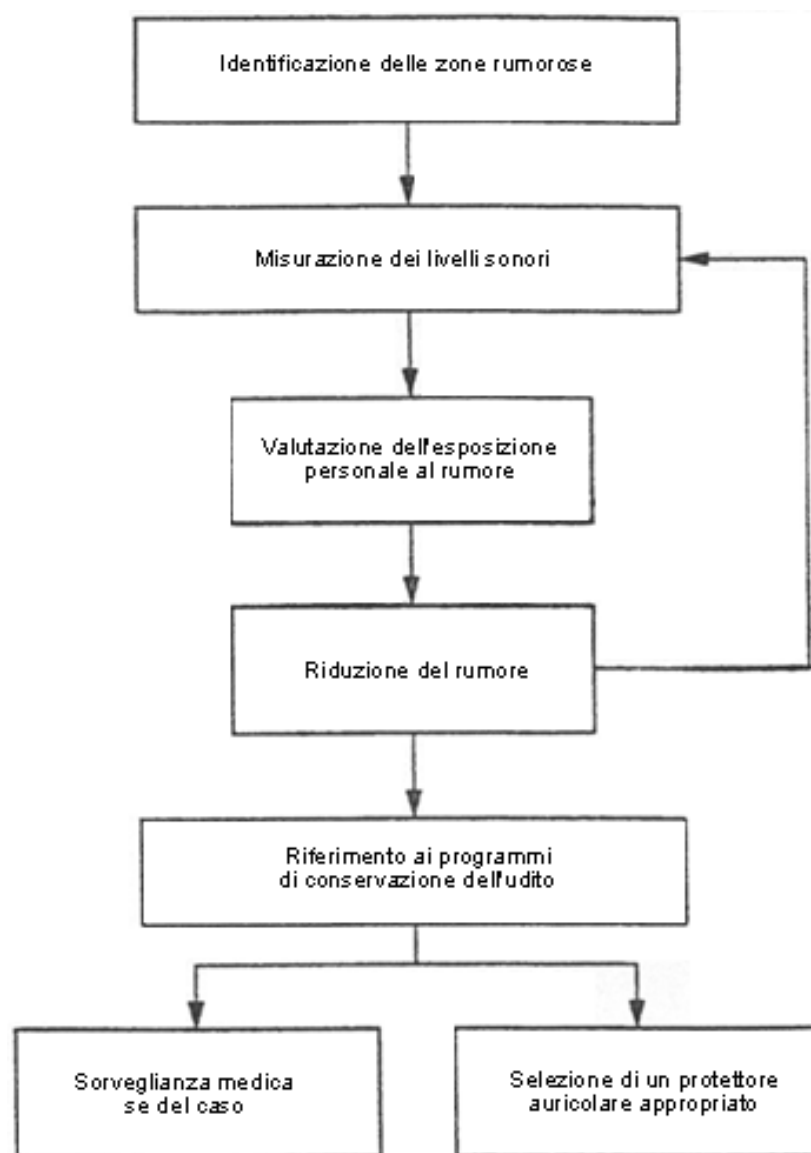 Identificazione delle zone rumorose
Misurazione dei livelli sonori
Valutazione dell'esposizione
personale al rumore
Riduzione del rumore
Riferimento ai programmi
di conservazione dell'udito
Sorveglianza medica
se del caso
Selezione di un protettore
auricolare appropriato